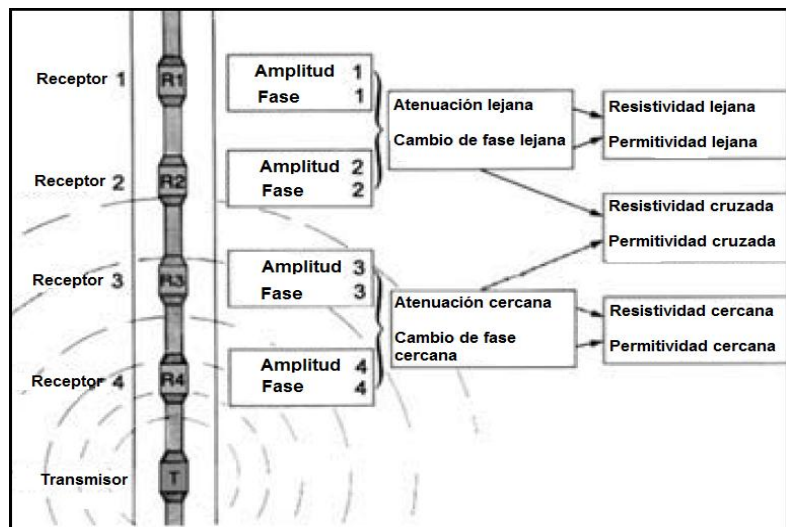 Receptor 1
R1
Amplitud 1
Fase 1
Receptor 2
R2
Amplitud 2
Fase 2
Receptor 3
R3
Amplitud 3
Fase 3
Receptor 4
R4
Amplitud 4
Fase 4
Transmisor
T
Atenuación lejana
Cambio de fase lejana
Atenuación cercana
Cambio de fase
cercana
Resistividad lejana
Permitividad lejana
Resistividad cruzada
Permitividad cruzada
Resistividad cercana
Permitividad cercana